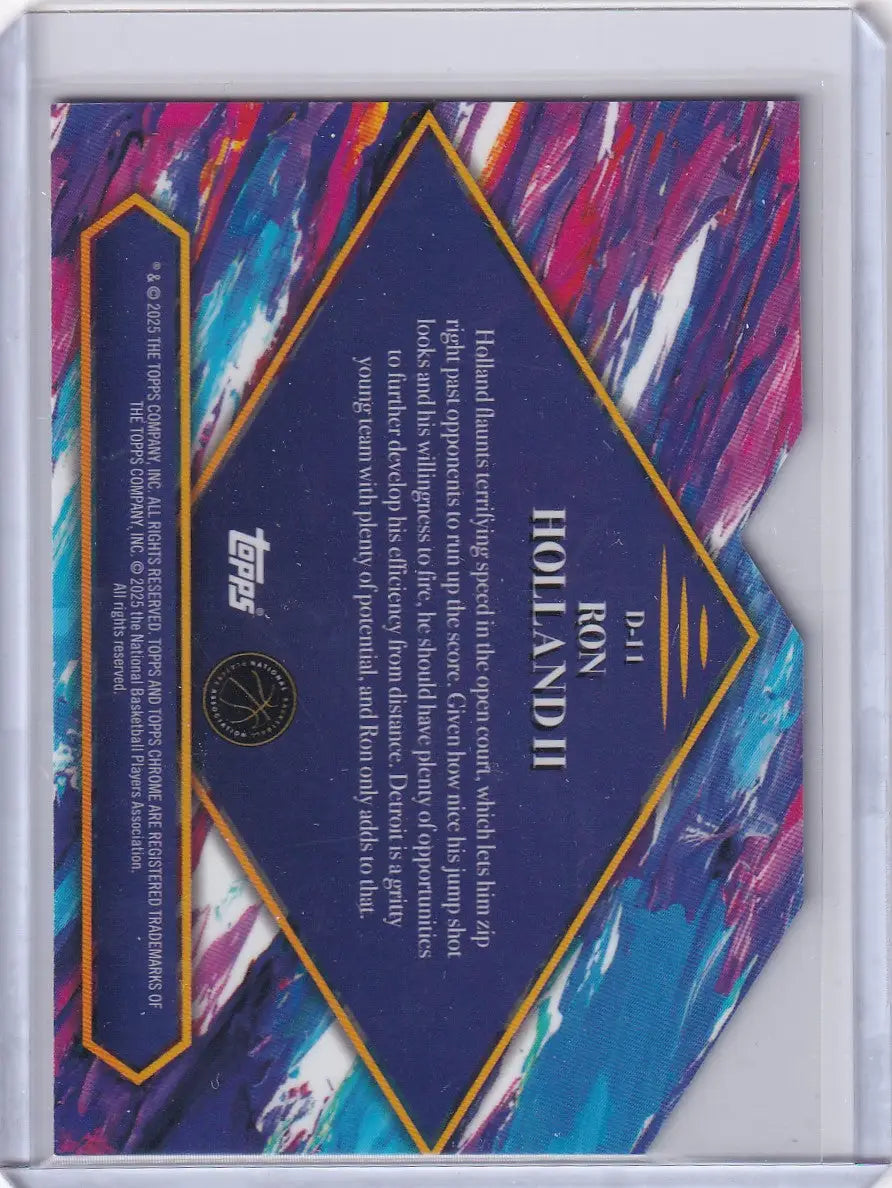 D-11
RON
HOLLAND II
Holland flaunts terrifying speed in the open court, which lets him zip
right past opponents to run up the score. Given how nice his jump shot
looks and his willingness to fire, he should have plenty of opportunities
to further develop his efficiency from distance. Detroit is a gritty
young team with plenty of potential, and Ron only adds to that.
topps®
NATIONAL BASKETBALL PLAYERS ASSOCIATION
® & © 2025 THE TOPPS COMPANY, INC. ALL RIGHTS RESERVED. TOPPS AND TOPPS CHROME ARE REGISTERED TRADEMARKS OF
THE TOPPS COMPANY, INC. © 2025 the National Basketball Players Association.
All rights reserved.